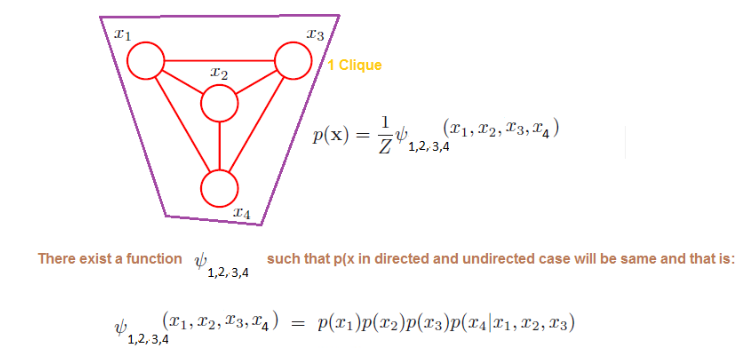 x1 x3
x2
1 Clique
p(x) = 1/Z ψ1,2,3,4 (x1, x2, x3, x4)
x4
There exist a function ψ1,2,3,4 such that p(x in directed and undirected case will be same and that is:
ψ1,2,3,4 (x1, x2, x3, x4) = p(x1)p(x2)p(x3)p(x4|x1, x2, x3)